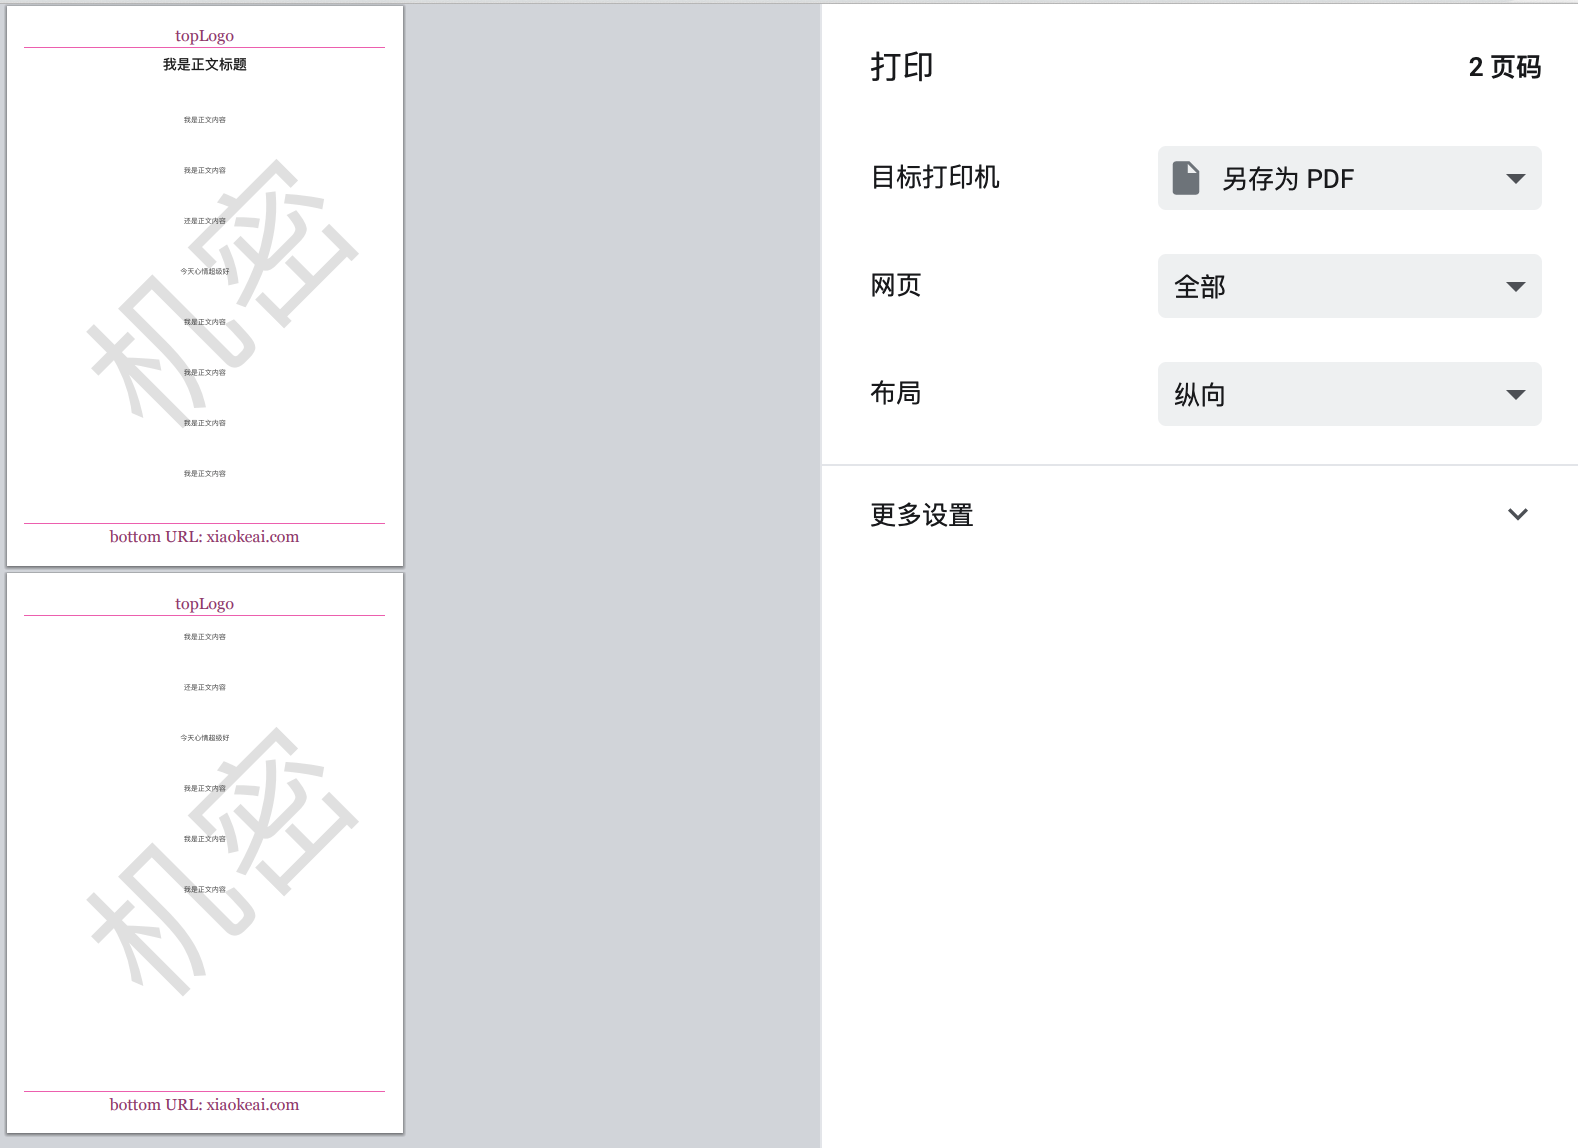 topLogo
我是正文标题
我是正文内容
我是正文内容
还是正文内容
今天心情超级好
我是正文内容
我是正文内容
我是正文内容
我是正文内容
机密
bottom URL: xiaokeai.com
topLogo
我是正文内容
还是正文内容
今天心情超级好
我是正文内容
我是正文内容
我是正文内容
机密
bottom URL: xiaokeai.com
打印
2 页码
目标打印机
另存为 PDF
网页
全部
布局
纵向
更多设置